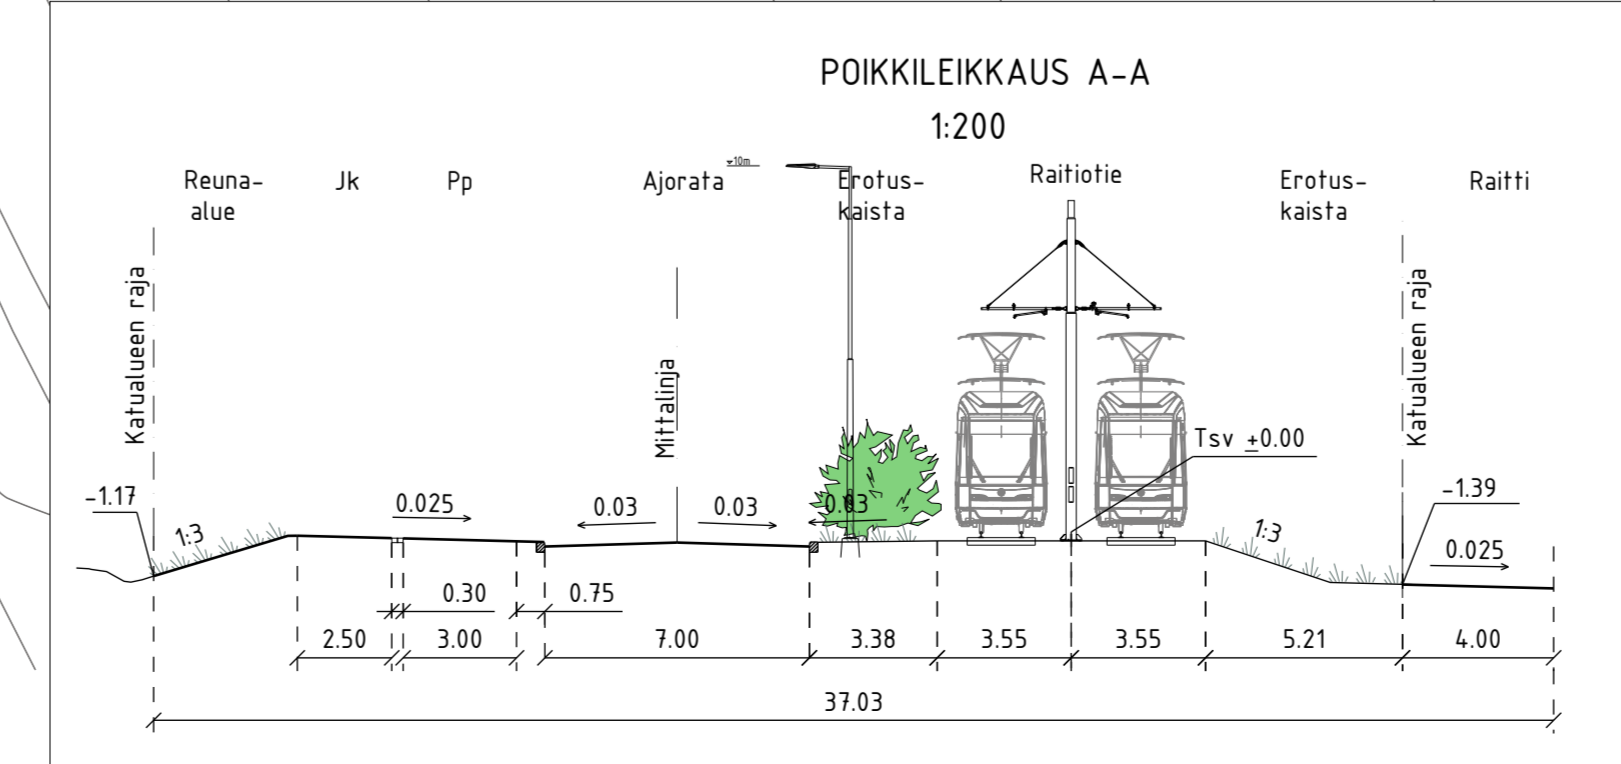 POIKKILEIKKAUS A-A
1:200
10m
Reuna-
alue
Jk
Pp
Ajorata
Erotus-
kaista
Raitiotie
Erotus-
kaista
Raitti
Katualueen raja
Mittalinja
Katualueen raja
Tsv ±0.00
-1.17
1:3
0.025
0.03
0.03
0.03
1:3
-1.39
0.025
0.30
0.75
2.50
3.00
7.00
3.38
3.55
3.55
5.21
4.00
37.03